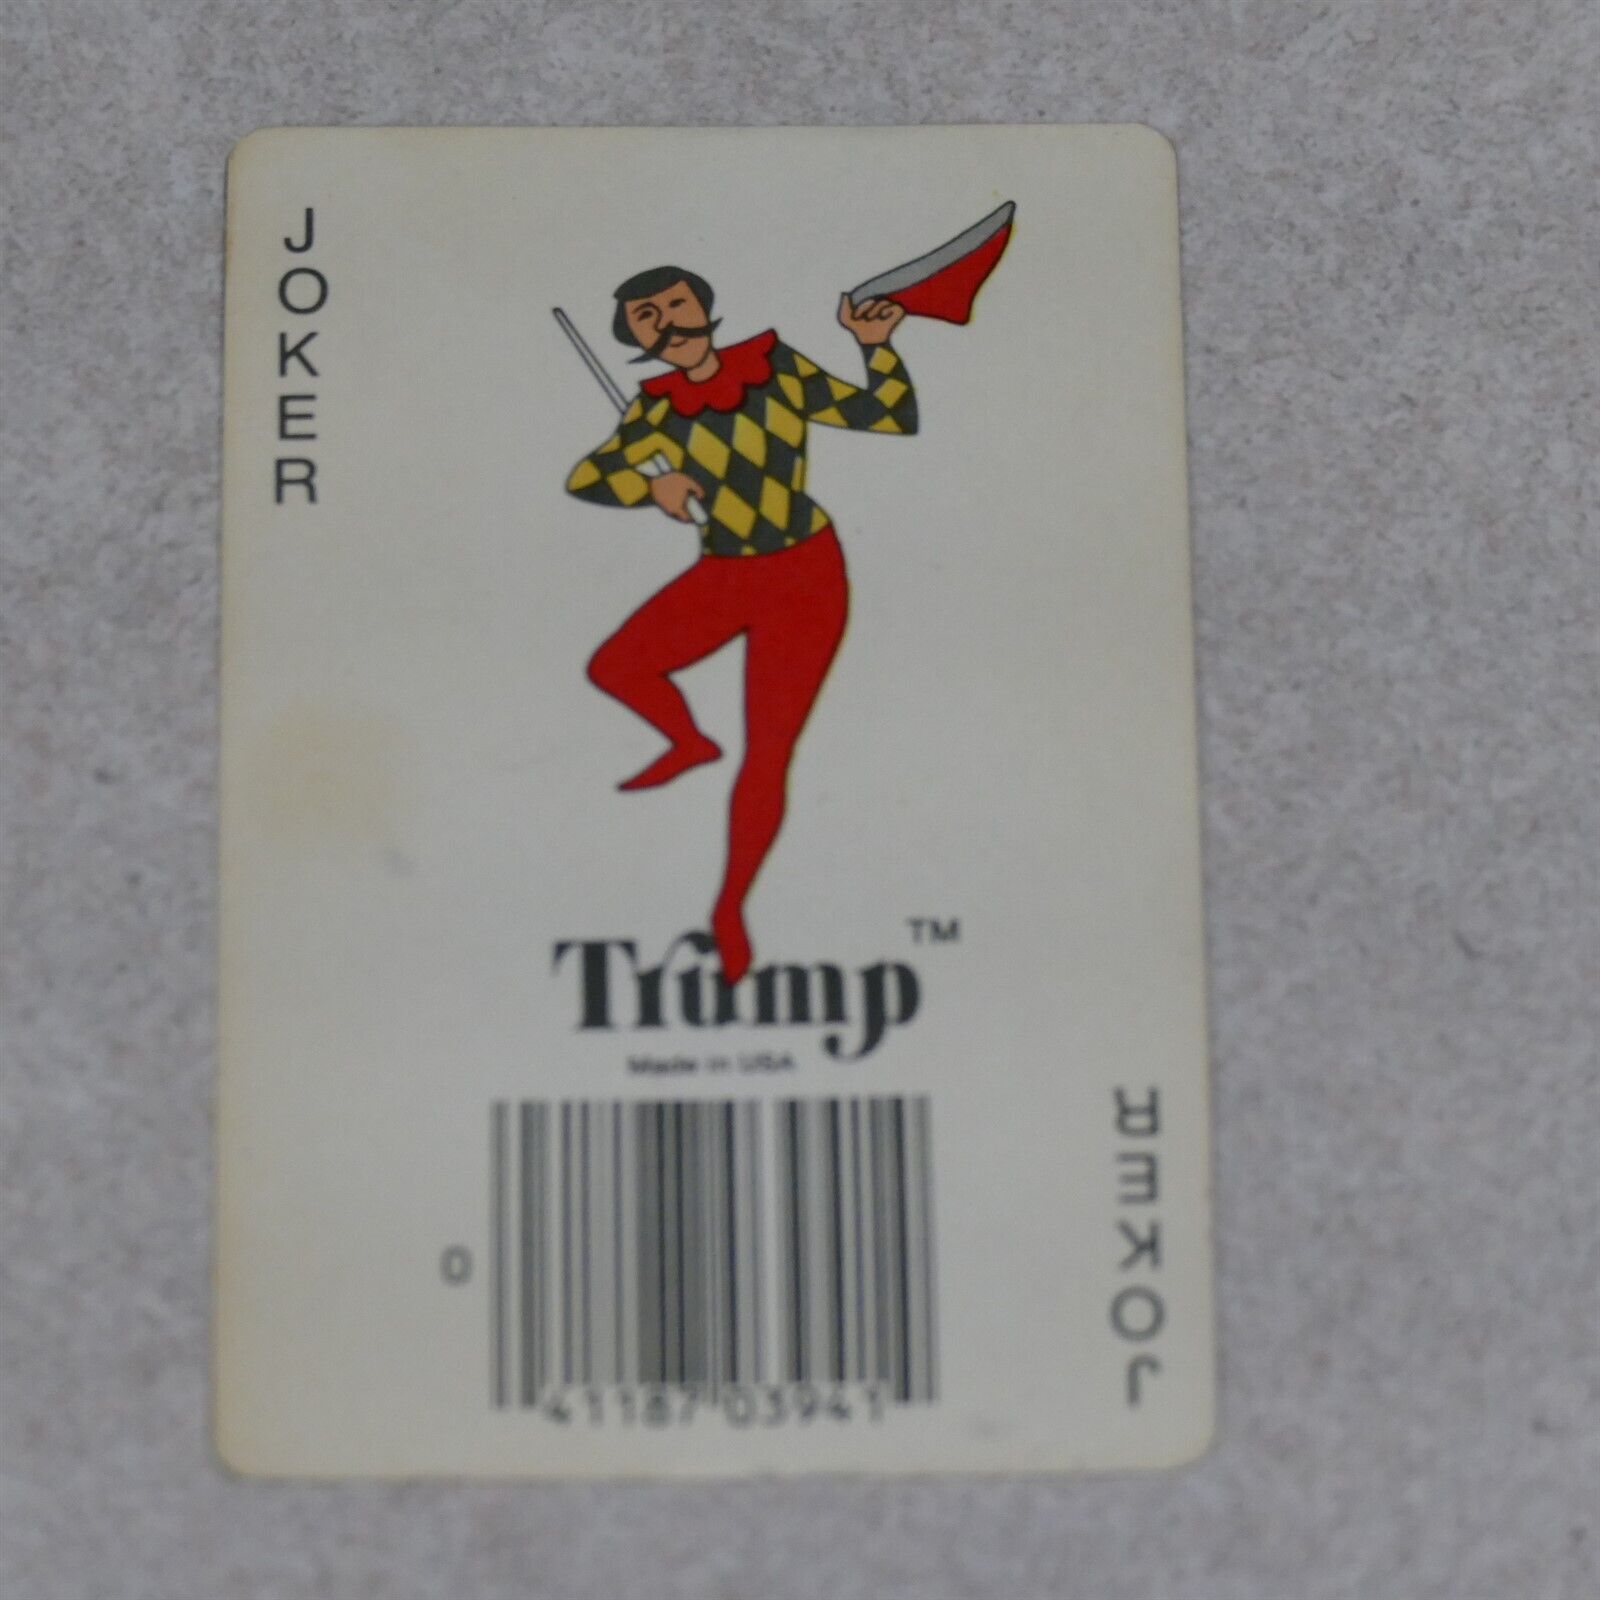 JOKER
Trump™
Made in USA
0
41187 03941
JOKER